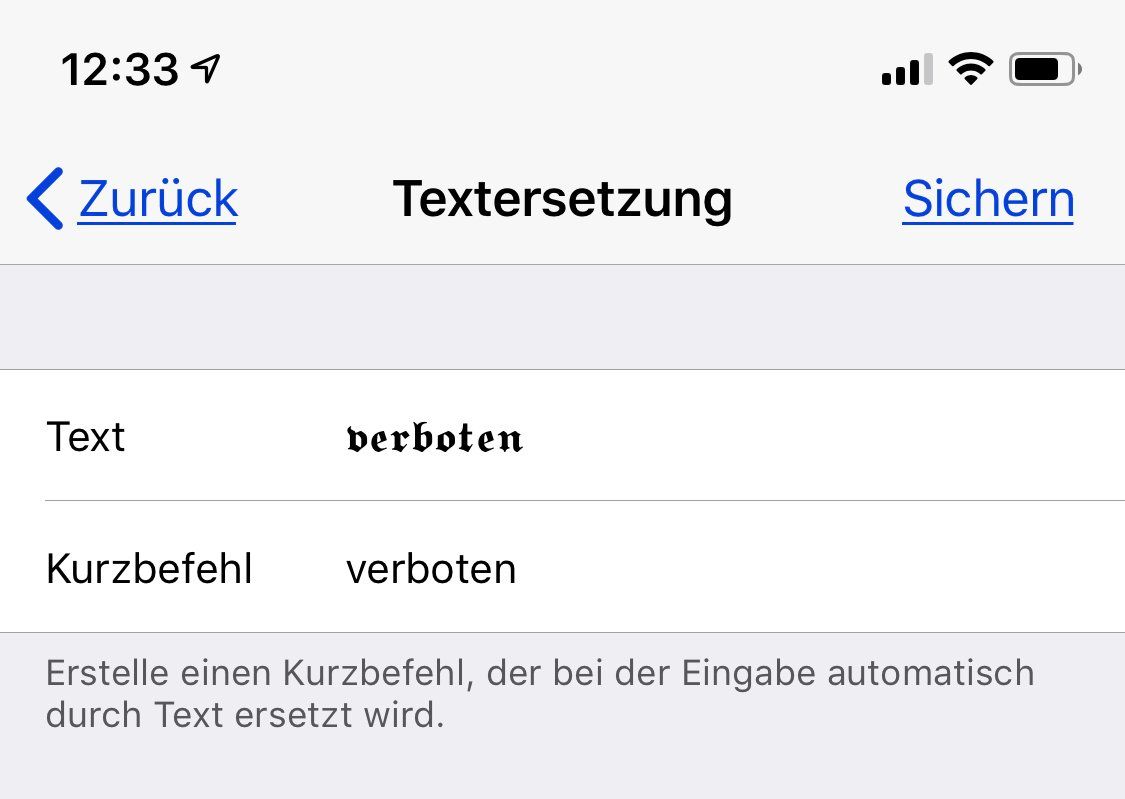 12:33
Zurück Textersetzung Sichern
Text 𝖛𝖊𝖗𝖇𝖔𝖙𝖊𝖓
Kurzbefehl verboten
Erstelle einen Kurzbefehl, der bei der Eingabe automatisch
durch Text ersetzt wird.